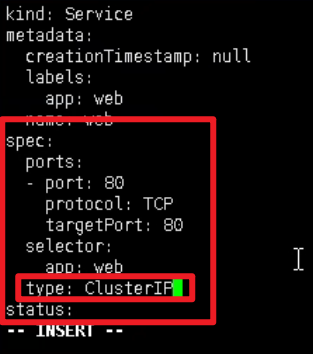 kind: Service
metadata:
  creationTimestamp: null
  labels:
    app: web
  name: web
spec:
  ports:
  - port: 80
    protocol: TCP
    targetPort: 80
  selector:
    app: web
  type: ClusterIP
status:
-- INSERT --